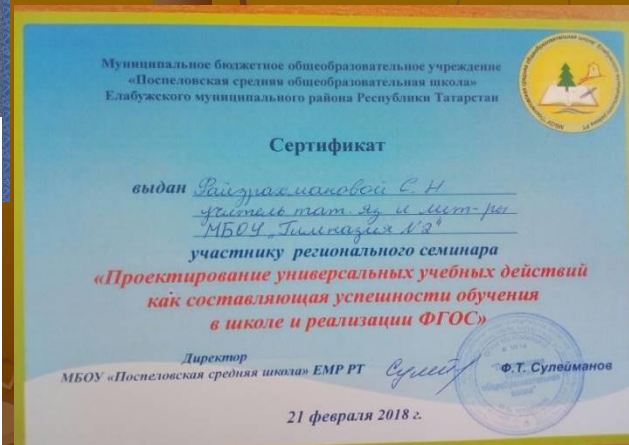 Муниципальное бюджетное общеобразовательное учреждение
«Поспеловская средняя общеобразовательная школа»
Елабужского муниципального района Республики Татарстан
Сертификат
выдан Файзрахмановой С. Н
учитель тат. яз и лит-ры
МБОУ „Гимназия №2"
участнику регионального семинара
«Проектирование универсальных учебных действий
как составляющая успешности обучения
в школе и реализации ФГОС»
Директор
МБОУ «Поспеловская средняя школа» ЕМР РТ
Ф.Т. Сулейманов
21 февраля 2018 г.